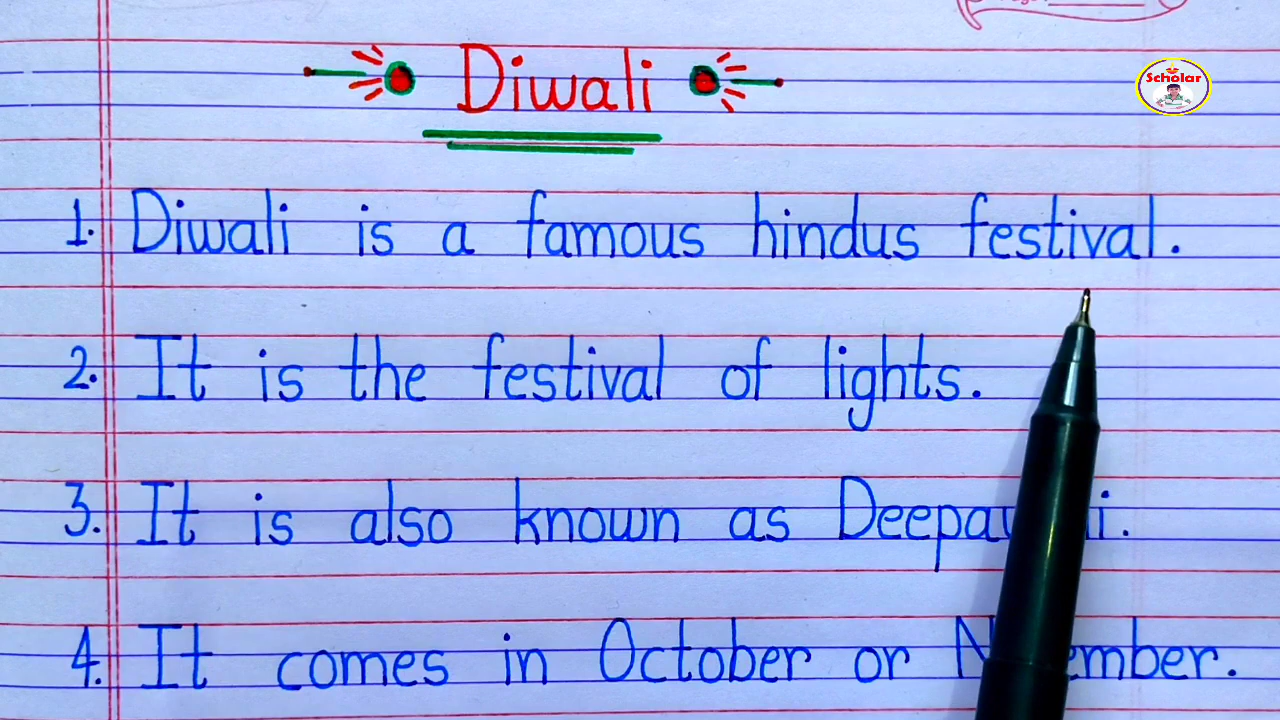 Scholar
Diwali
1. Diwali is a famous hindus festival.
2. It is the festival of lights.
3. It is also known as
4. It comes in October or